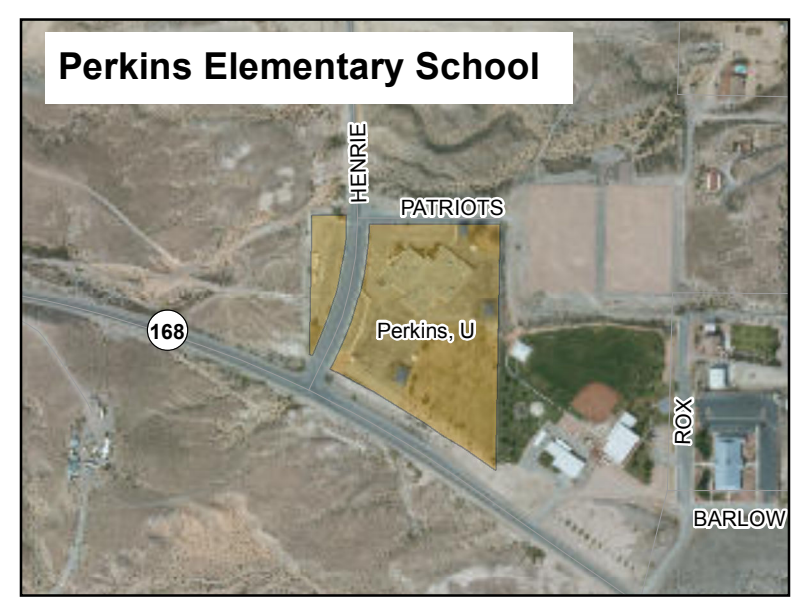 Perkins Elementary School
HENRIE
PATRIOTS
168
Perkins, U
ROX
BARLOW